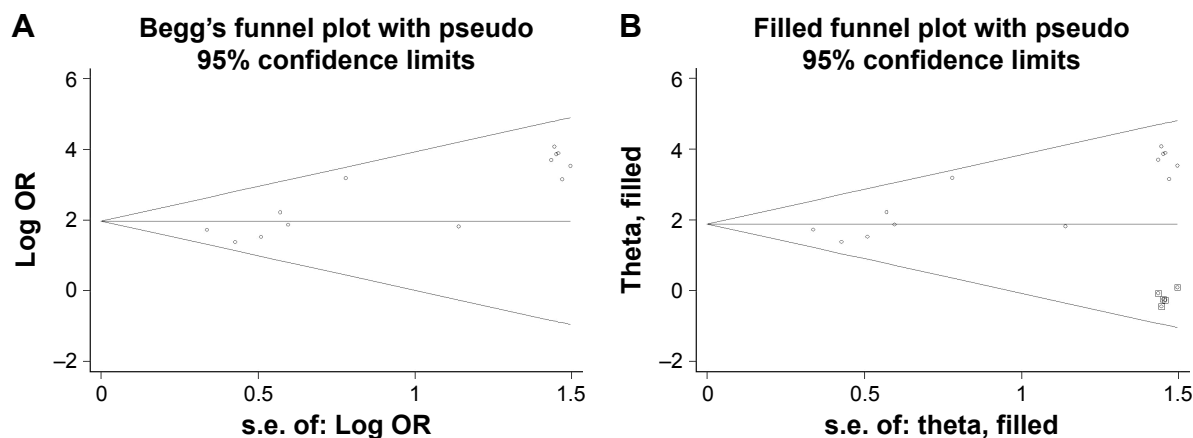 A
Begg’s funnel plot with pseudo
95% confidence limits
6
4
2
0
–2
Log OR
0
0.5
1
1.5
s.e. of: Log OR
B
Filled funnel plot with pseudo
95% confidence limits
6
4
2
0
–2
Theta, filled
0
0.5
1
1.5
s.e. of: theta, filled